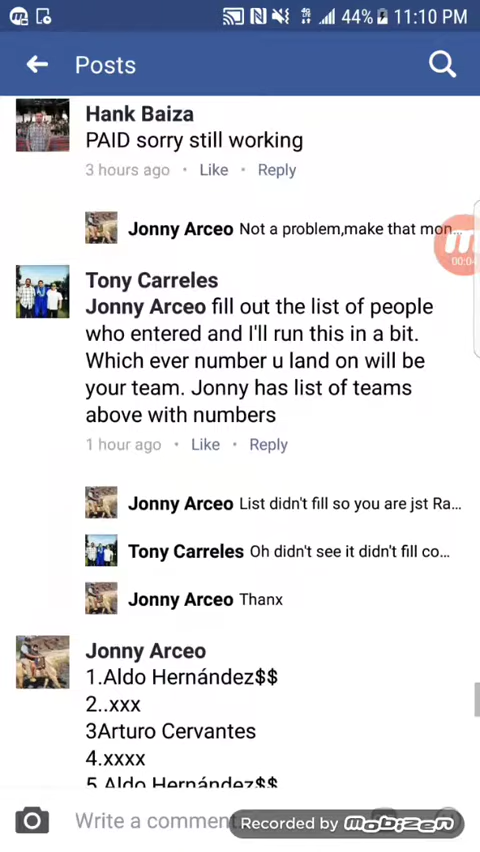 44% 11:10 PM
Posts
Hank Baiza
PAID sorry still working
3 hours ago • Like • Reply
Jonny Arceo Not a problem,make that mon...
00:04
Tony Carreles
Jonny Arceo fill out the list of people
who entered and I'll run this in a bit.
Which ever number u land on will be
your team. Jonny has list of teams
above with numbers
1 hour ago • Like • Reply
Jonny Arceo List didn't fill so you are jst Ra...
Tony Carreles Oh didn't see it didn't fill co...
Jonny Arceo Thanx
Jonny Arceo
1.Aldo Hernández$$
2..xxx
3Arturo Cervantes
4.xxxx
5.Aldo Hernández$$
Write a comment
Recorded by mobizen